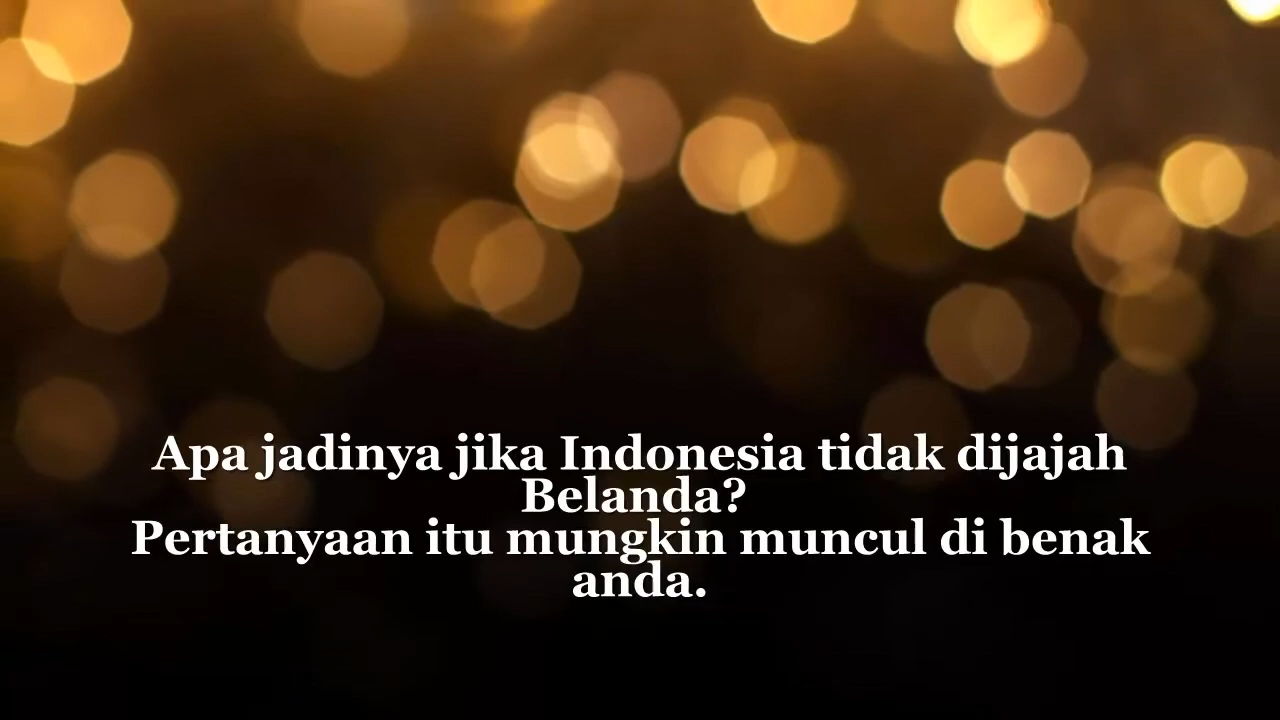 Apa jadinya jika Indonesia tidak dijajah
Belanda?
Pertanyaan itu mungkin muncul di benak
anda.